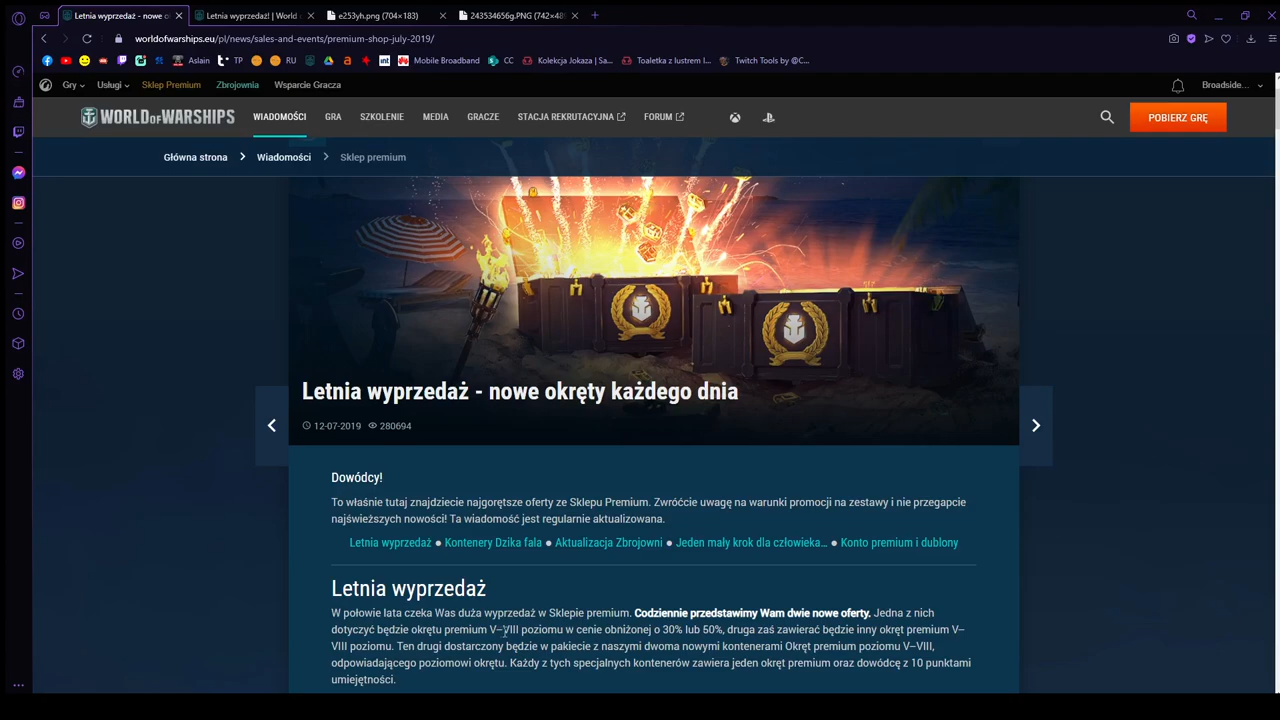 Letnia wyprzedaż - nowe o
Letnia wyprzedaż! | World
e253yh.png (704×183)
243534656g.PNG (742×48
worldofwarships.eu/pl/news/sales-and-events/premium-shop-july-2019/
Aslain TP RU int Mobile Broadband CC Kolekcja Jokaza | Sa... Toaletka z lustrem I... Twitch Tools by @C...
Gry Usługi Sklep Premium Zbrojownia Wsparcie Gracza Broadside...
WORLD OF WARSHIPS WIADOMOŚCI GRA SZKOLENIE MEDIA GRACZE STACJA REKRUTACYJNA FORUM POBIERZ GRĘ
Główna strona Wiadomości Sklep premium
Letnia wyprzedaż - nowe okręty każdego dnia
12-07-2019 280694
Dowódcy!
To właśnie tutaj znajdziecie najgorętsze oferty ze Sklepu Premium. Zwróćcie uwagę na warunki promocji na zestawy i nie przegapcie
najświeższych nowości! Ta wiadomość jest regularnie aktualizowana.
Letnia wyprzedaż ● Kontenery Dzika fala ● Aktualizacja Zbrojowni ● Jeden mały krok dla człowieka... ● Konto premium i dublony
Letnia wyprzedaż
W połowie lata czeka Was duża wyprzedaż w Sklepie premium. Codziennie przedstawimy Wam dwie nowe oferty. Jedna z nich
dotyczyć będzie okrętu premium V–VIII poziomu w cenie obniżonej o 30% lub 50%, druga zaś zawierać będzie inny okręt premium V–
VIII poziomu. Ten drugi dostarczony będzie w pakiecie z naszymi dwoma nowymi kontenerami Okręt premium poziomu V–VIII,
odpowiadającego poziomowi okrętu. Każdy z tych specjalnych kontenerów zawiera jeden okręt premium oraz dowódcę z 10 punktami
umiejętności.